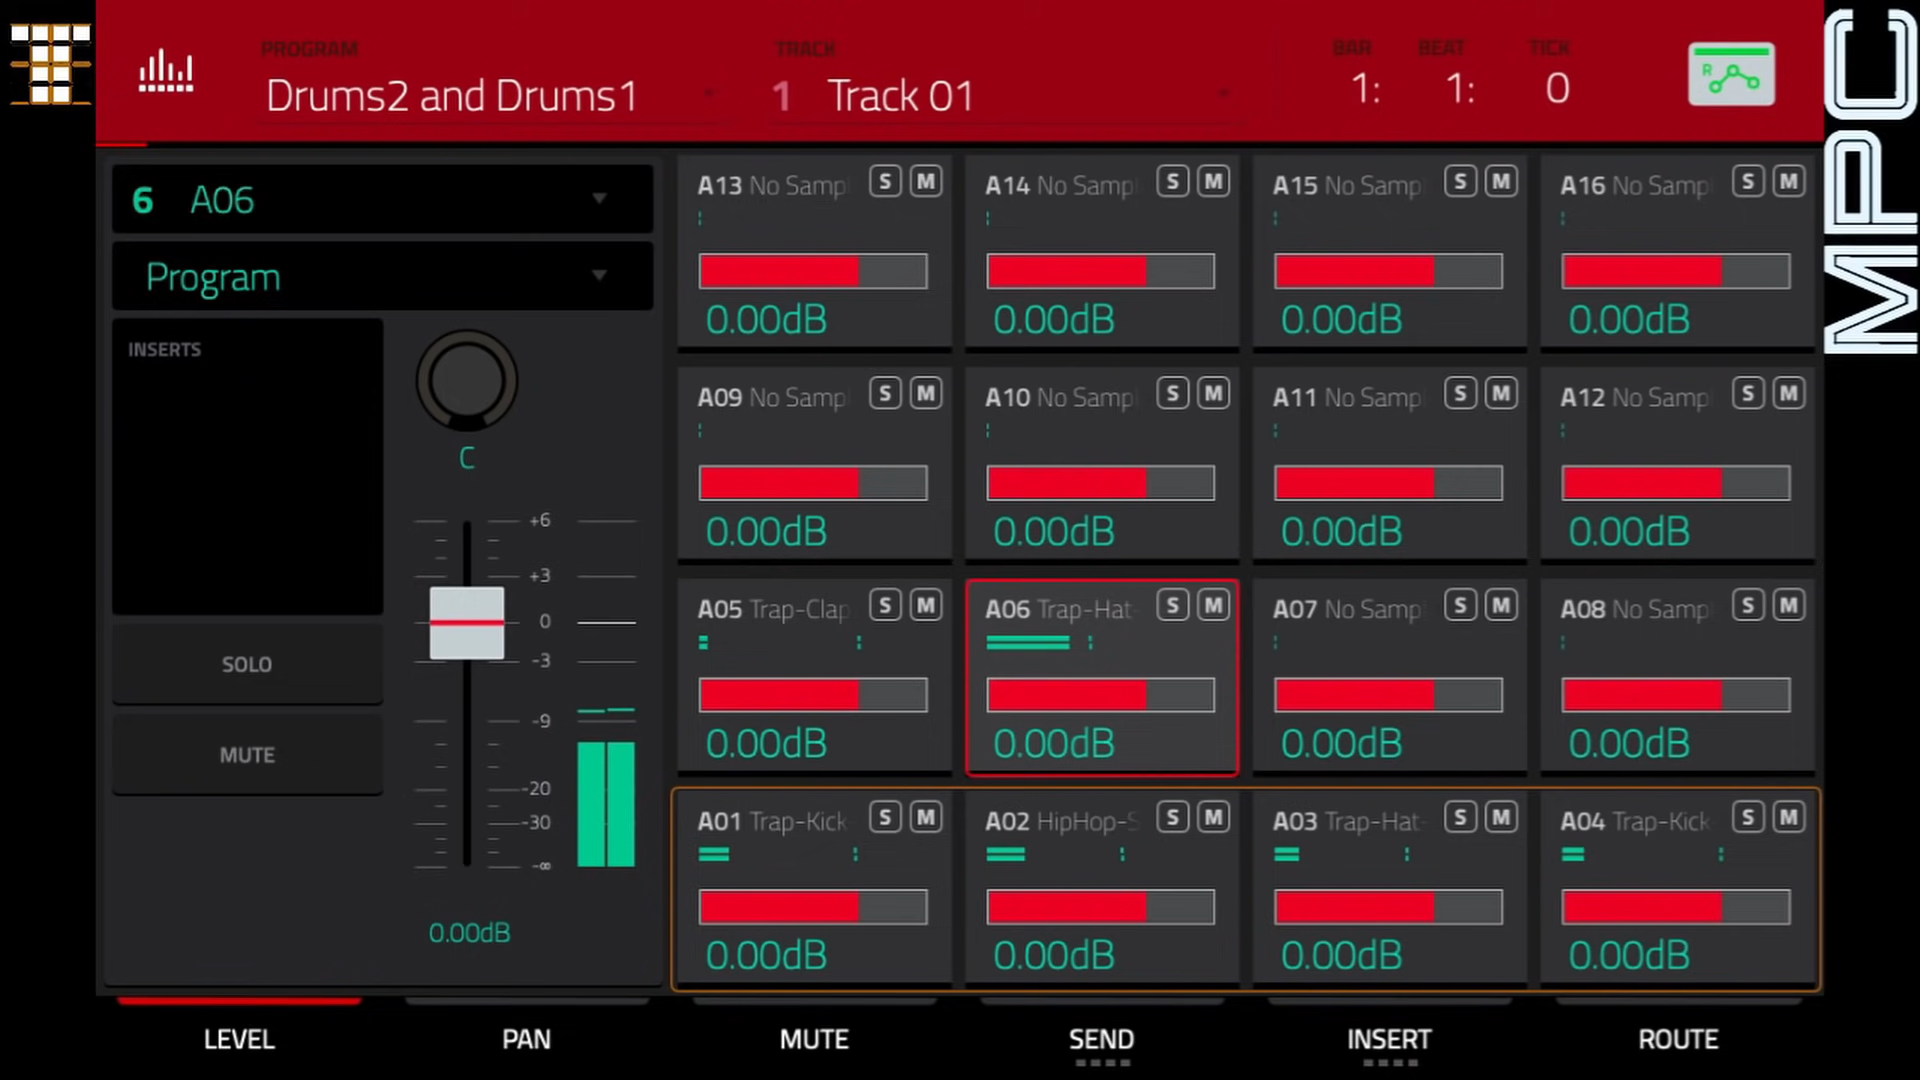 PROGRAM TRACK BAR BEAT TICK
Drums2 and Drums1 1 Track 01 1: 1: 0
R
MPC
6 A06
Program
INSERTS
C
+6
+3
0
-3
-9
-20
-30
-∞
0.00dB
SOLO
MUTE
A13 No Samp S M A14 No Samp S M A15 No Samp S M A16 No Samp S M
0.00dB 0.00dB 0.00dB 0.00dB
A09 No Samp S M A10 No Samp S M A11 No Samp S M A12 No Samp S M
0.00dB 0.00dB 0.00dB 0.00dB
A05 Trap-Clap S M A06 Trap-Hat- S M A07 No Samp S M A08 No Samp S M
0.00dB 0.00dB 0.00dB 0.00dB
A01 Trap-Kick- S M A02 HipHop-S S M A03 Trap-Hat- S M A04 Trap-Kick S M
0.00dB 0.00dB 0.00dB 0.00dB
LEVEL PAN MUTE SEND INSERT ROUTE